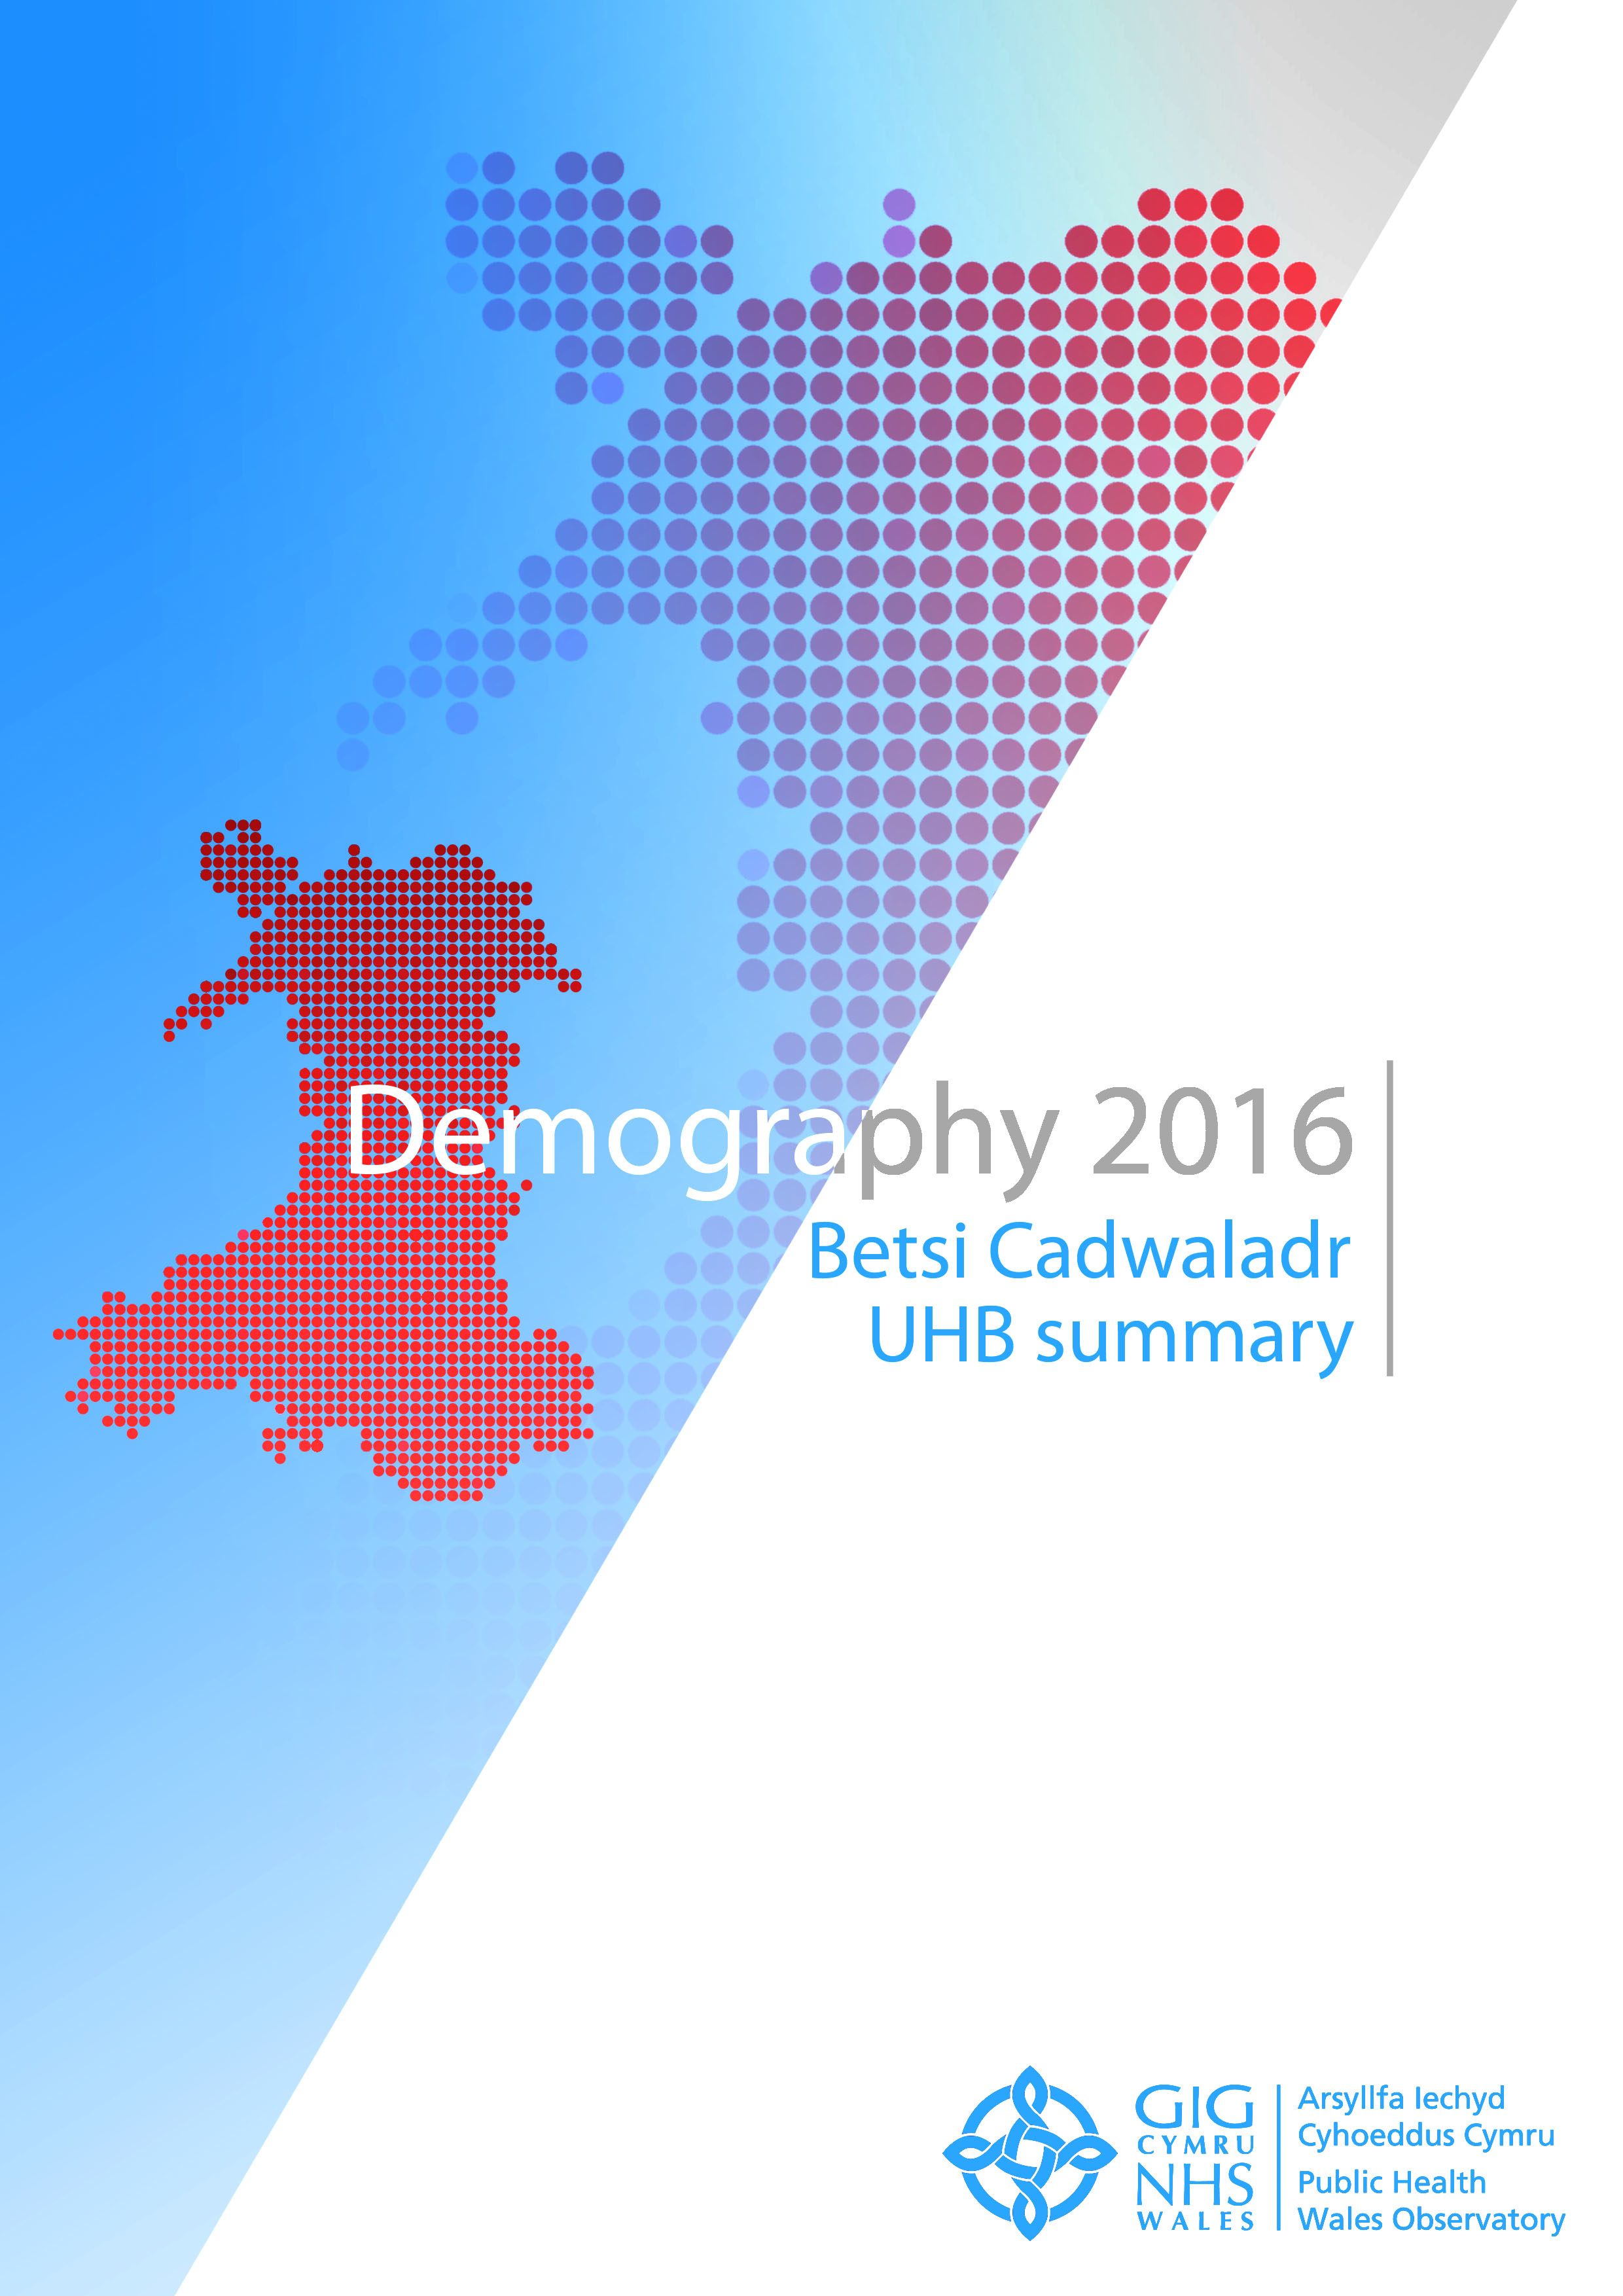 Demography 2016
Betsi Cadwaladr
UHB summary
GIG
CYMRU
NHS
WALES
Arsyllfa Iechyd
Cyhoeddus Cymru
Public Health
Wales Observatory